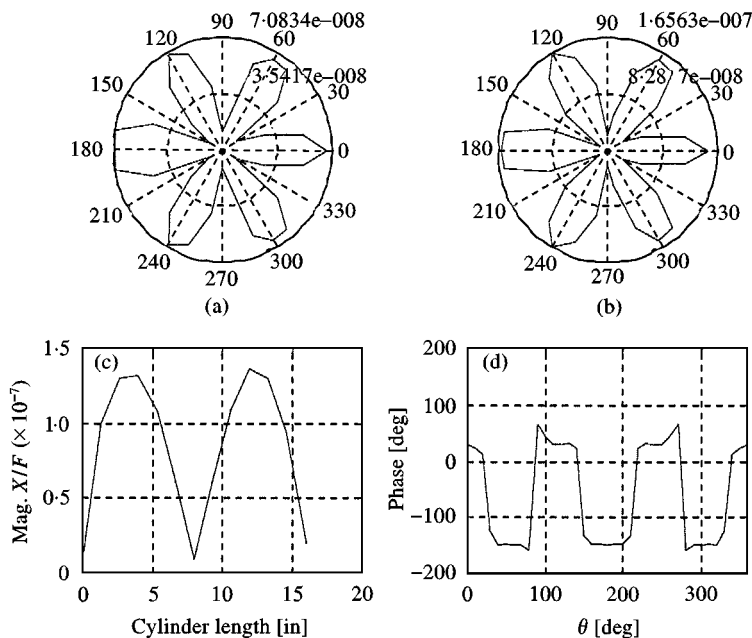 90 7·0834e−008
120 60
3·5417e−008
150 30
180 0
210 330
240 300
270
(a)
90 1·6563e−007
120 60
150 30
180 0
210 330
240 300
270
(b)
(c)
Mag. X/F (×10⁻⁷)
1·5
1·0
0·5
0
0 5 10 15 20
Cylinder length [in]
(d)
Phase [deg]
200
100
0
−100
−200
0 100 200 300
θ [deg]